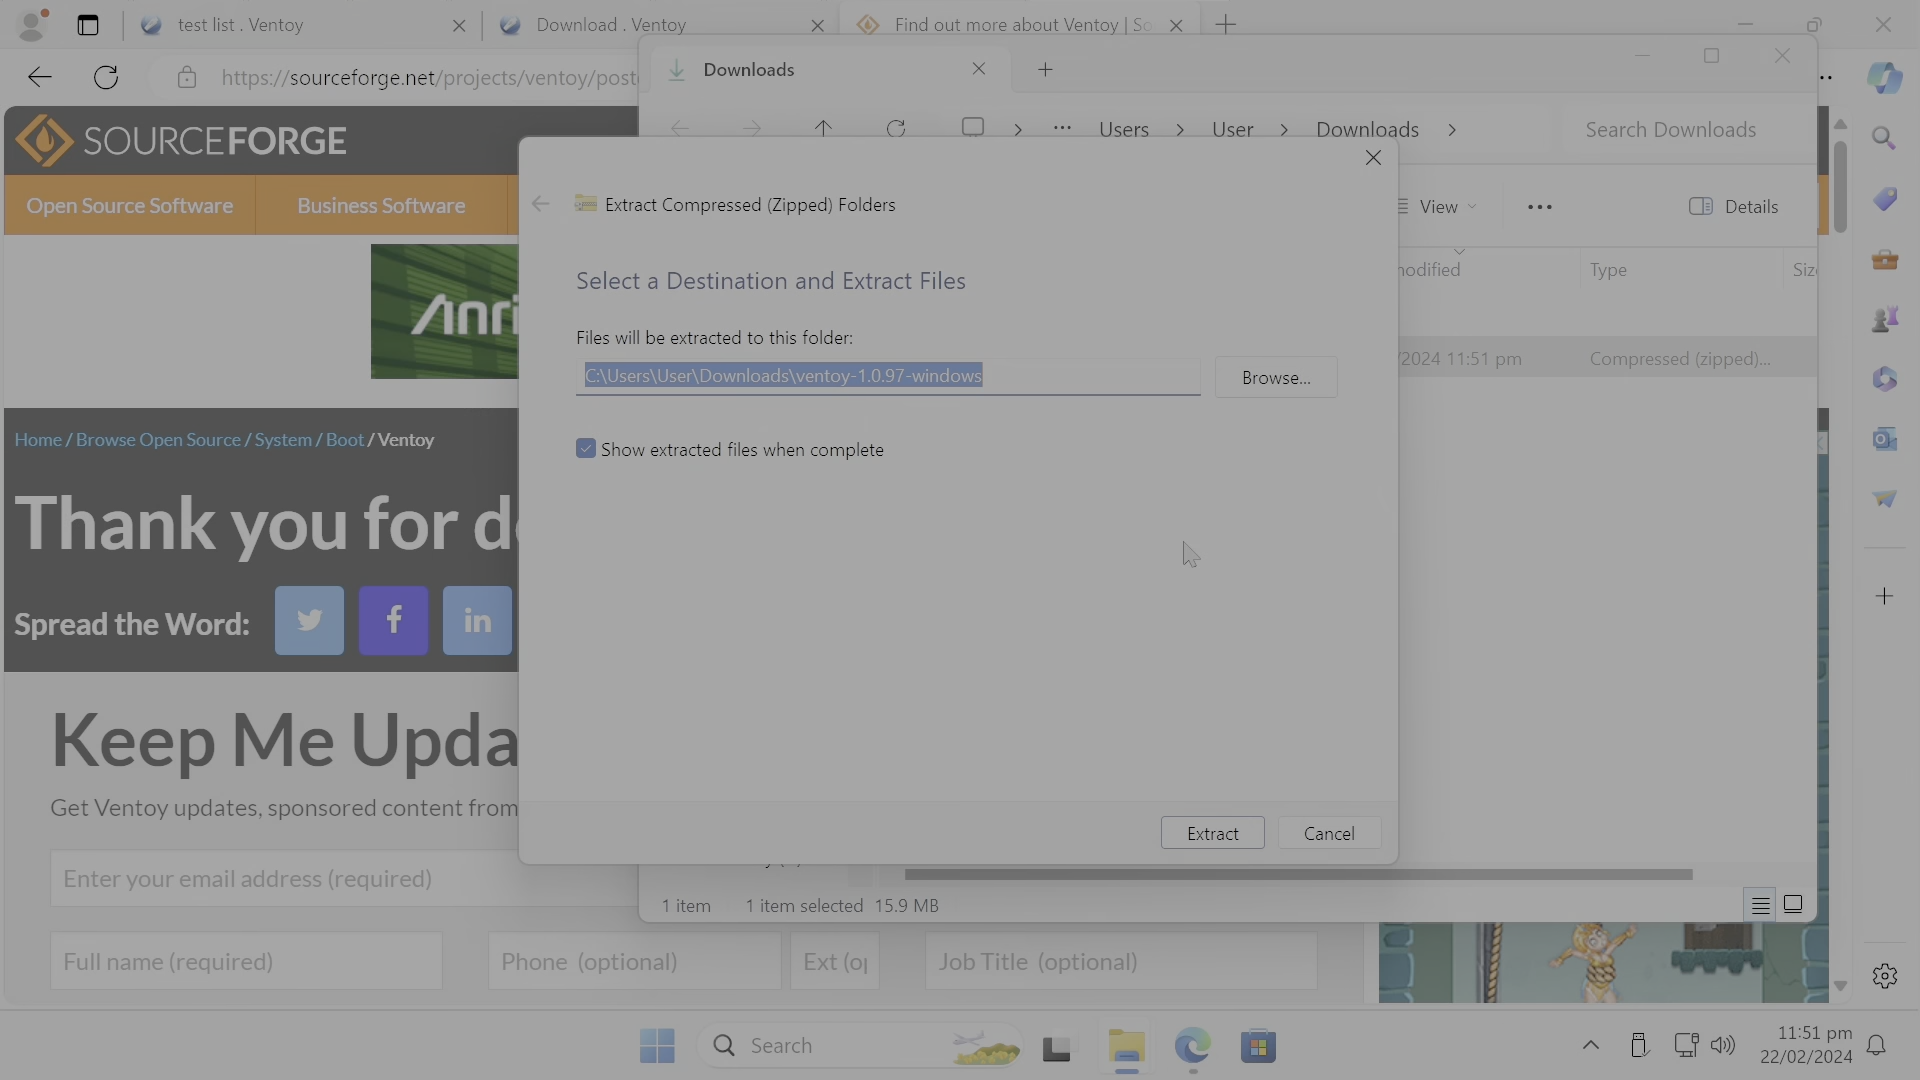 test list . Ventoy
Download . Ventoy
Find out more about Ventoy | So
https://sourceforge.net/projects/ventoy/post
Downloads
Users > User > Downloads >
Search Downloads
SOURCEFORGE
Open Source Software
Business Software
Extract Compressed (Zipped) Folders
View
Details
Select a Destination and Extract Files
odified
Type
Siz
Anri
Files will be extracted to this folder:
C:\Users\User\Downloads\ventoy-1.0.97-windows
Browse...
/2024 11:51 pm
Compressed (zipped)...
Home / Browse Open Source / System / Boot / Ventoy
Show extracted files when complete
Thank you for do
Spread the Word:
Keep Me Upda
Get Ventoy updates, sponsored content from
Extract
Cancel
Enter your email address (required)
1 item
1 item selected 15.9 MB
Full name (required)
Phone (optional)
Ext (op
Job Title (optional)
Search
11:51 pm
22/02/2024